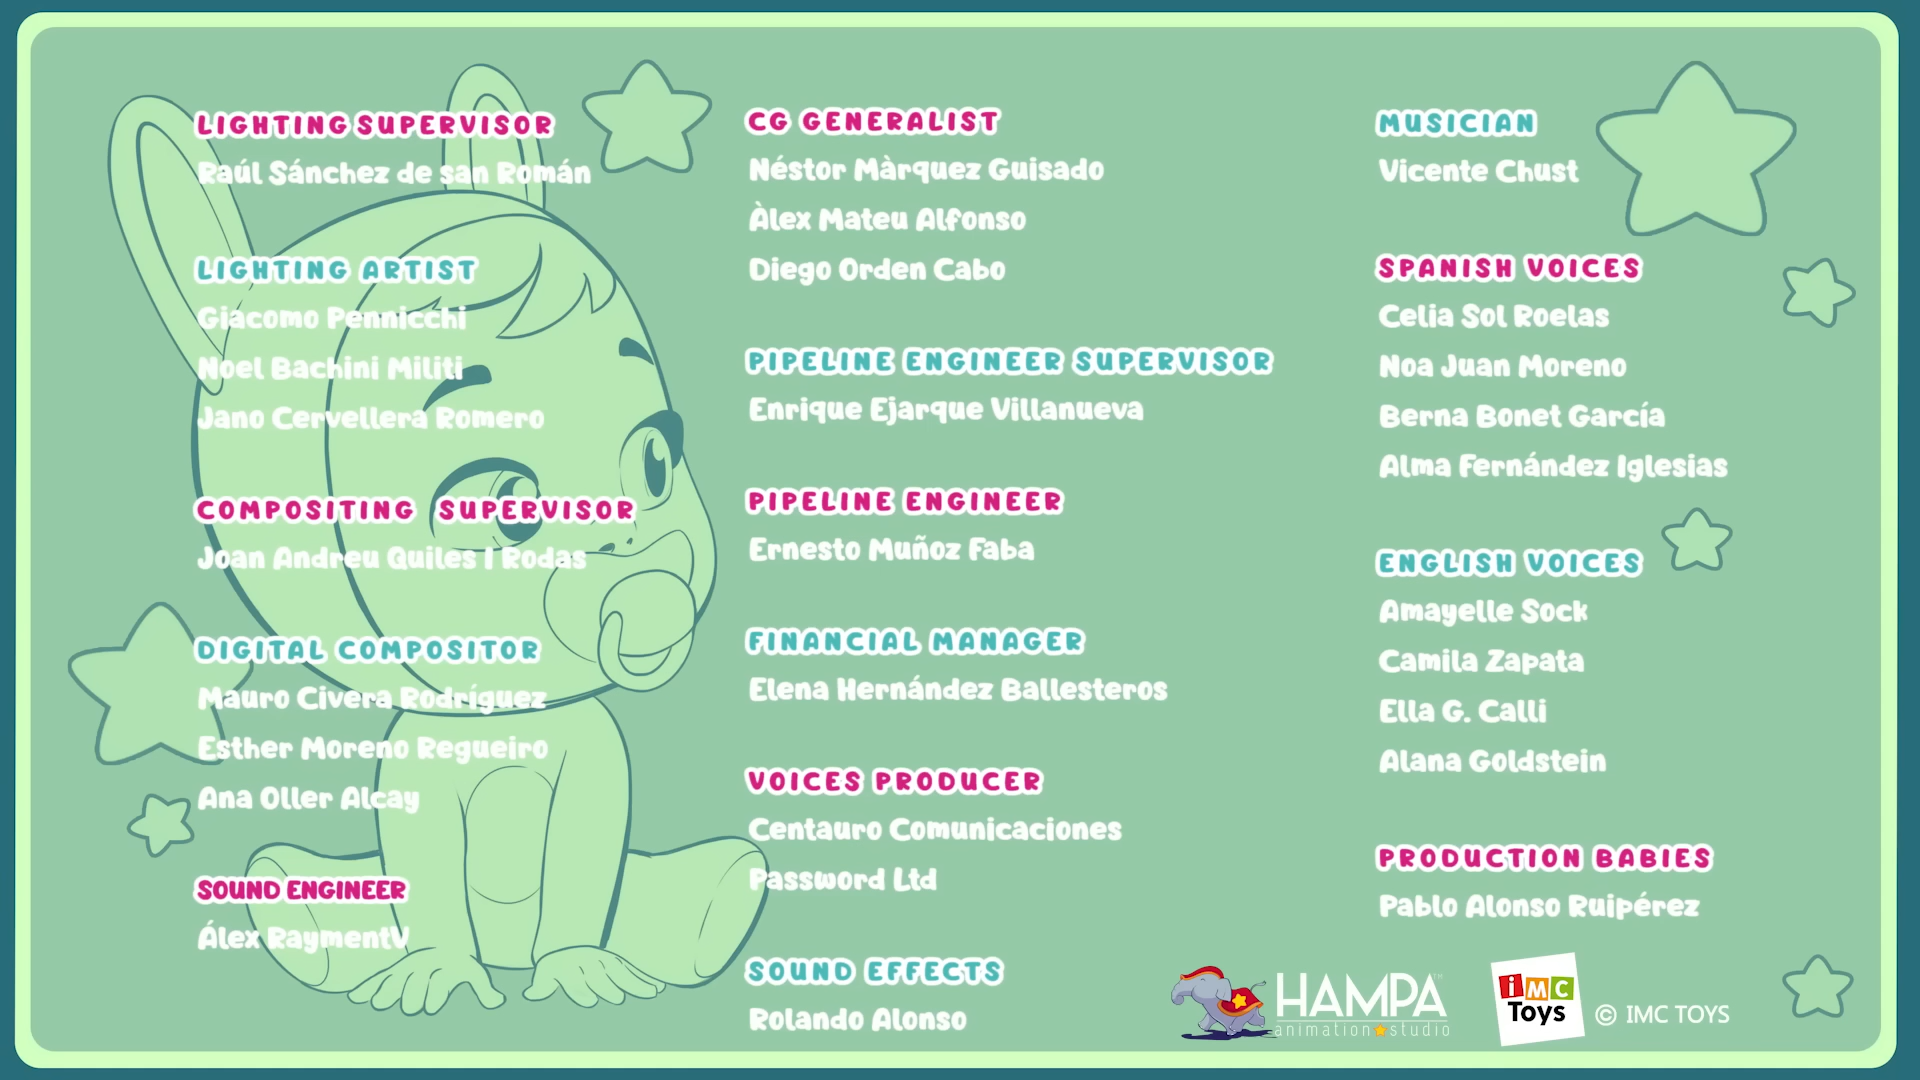 LIGHTING SUPERVISOR
Raúl Sánchez de san Román
LIGHTING ARTIST
Giácomo Pennicchi
Noel Bachini Militi
Jano Cervellera Romero
COMPOSITING SUPERVISOR
Joan Andreu Quiles I Rodas
DIGITAL COMPOSITOR
Mauro Civera Rodríguez
Esther Moreno Regueiro
Ana Oller Alcay
SOUND ENGINEER
Álex RaymentV
CG GENERALIST
Néstor Màrquez Guisado
Àlex Mateu Alfonso
Diego Orden Cabo
PIPELINE ENGINEER SUPERVISOR
Enrique Ejarque Villanueva
PIPELINE ENGINEER
Ernesto Muñoz Faba
FINANCIAL MANAGER
Elena Hernández Ballesteros
VOICES PRODUCER
Centauro Comunicaciones
Password Ltd
SOUND EFFECTS
Rolando Alonso
MUSICIAN
Vicente Chust
SPANISH VOICES
Celia Sol Roelas
Noa Juan Moreno
Berna Bonet García
Alma Fernández Iglesias
ENGLISH VOICES
Amayelle Sock
Camila Zapata
Ella G. Calli
Alana Goldstein
PRODUCTION BABIES
Pablo Alonso Ruipérez
HAMPA™
animation studio
iMC
Toys
© IMC TOYS